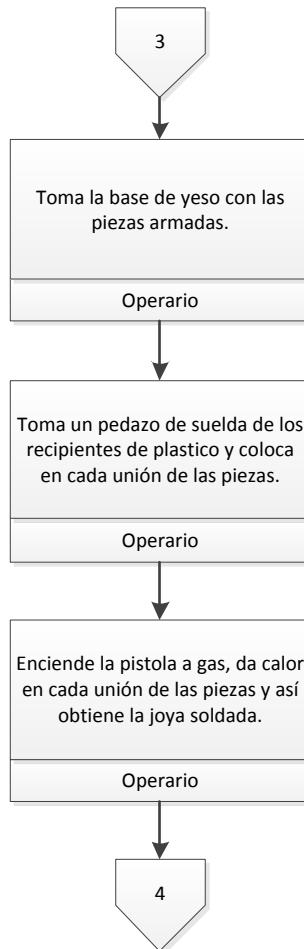 3
Toma la base de yeso con las
piezas armadas.
Operario
Toma un pedazo de suelda de los
recipientes de plastico y coloca
en cada unión de las piezas.
Operario
Enciende la pistola a gas, da calor
en cada unión de las piezas y así
obtiene la joya soldada.
Operario
4